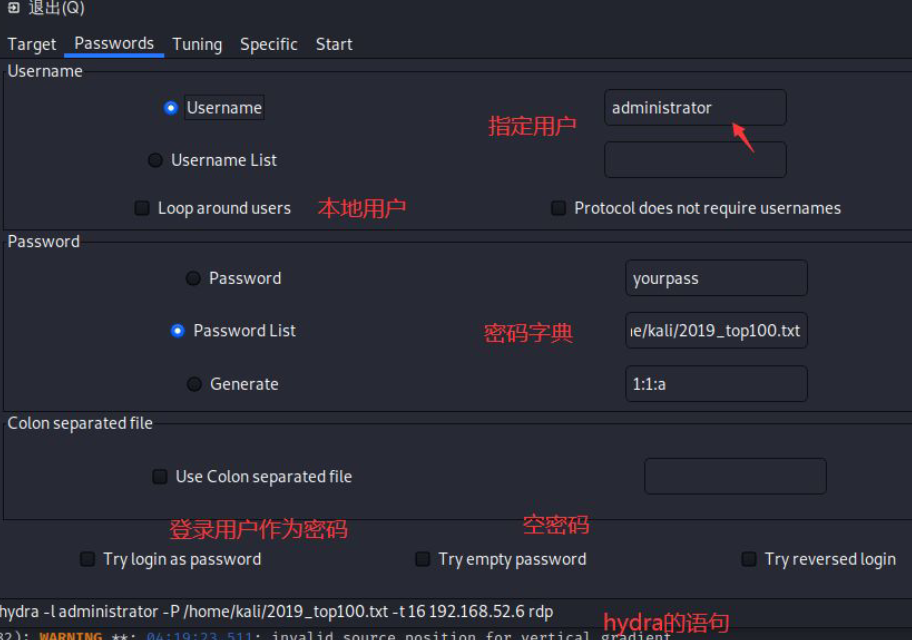 退出(Q)
Target Passwords Tuning Specific Start
Username
Username 指定用户 administrator
Username List
Loop around users 本地用户 Protocol does not require usernames
Password
Password yourpass
Password List 密码字典 ne/kali/2019_top100.txt
Generate 1:1:a
Colon separated file
Use Colon separated file
登录用户作为密码 空密码
Try login as password Try empty password Try reversed login
hydra -l administrator -P /home/kali/2019_top100.txt -t 16 192.168.52.6 rdp
hydra的语句
32): WARNING **: 04:19:23.511: invalid source position for vertical gradient